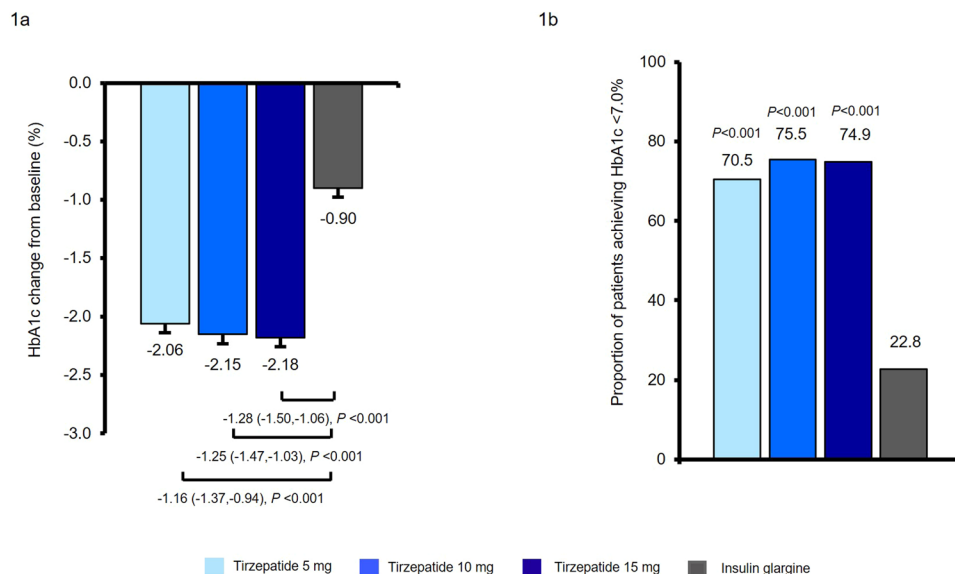 1a
0.0
-0.5
-1.0
-1.5
-2.0
-2.5
-3.0
HbA1c change from baseline (%)
-2.06
-2.15
-2.18
-0.90
-1.28 (-1.50,-1.06), P <0.001
-1.25 (-1.47,-1.03), P <0.001
-1.16 (-1.37,-0.94), P <0.001
1b
100
80
60
40
20
0
Proportion of patients achieving HbA1c <7.0%
P<0.001
70.5
P<0.001
75.5
P<0.001
74.9
22.8
Tirzepatide 5 mg
Tirzepatide 10 mg
Tirzepatide 15 mg
Insulin glargine